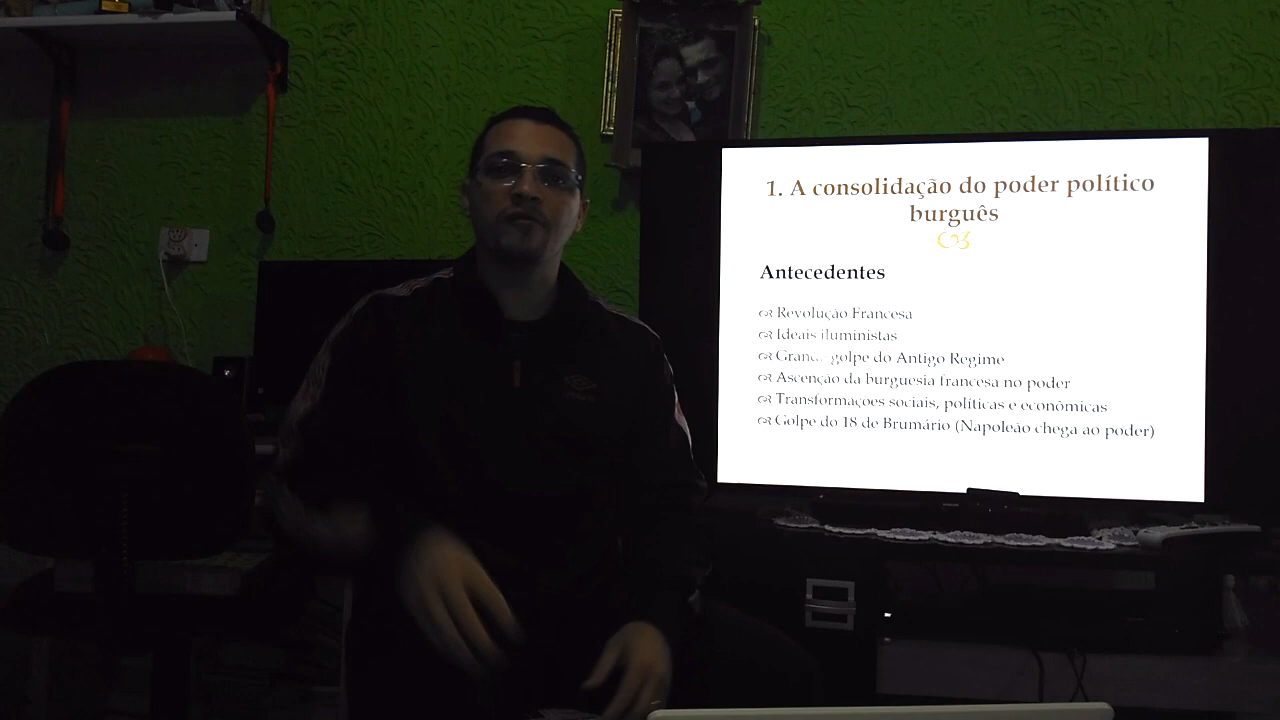 1. A consolidação do poder político
burguês
Antecedentes
Revolução Francesa
Ideais iluministas
golpe do Antigo Regime
Ascenção da burguesia francesa no poder
Transformações sociais, políticas e econômicas
Golpe do 18 de Brumário (Napoleão chega ao poder)